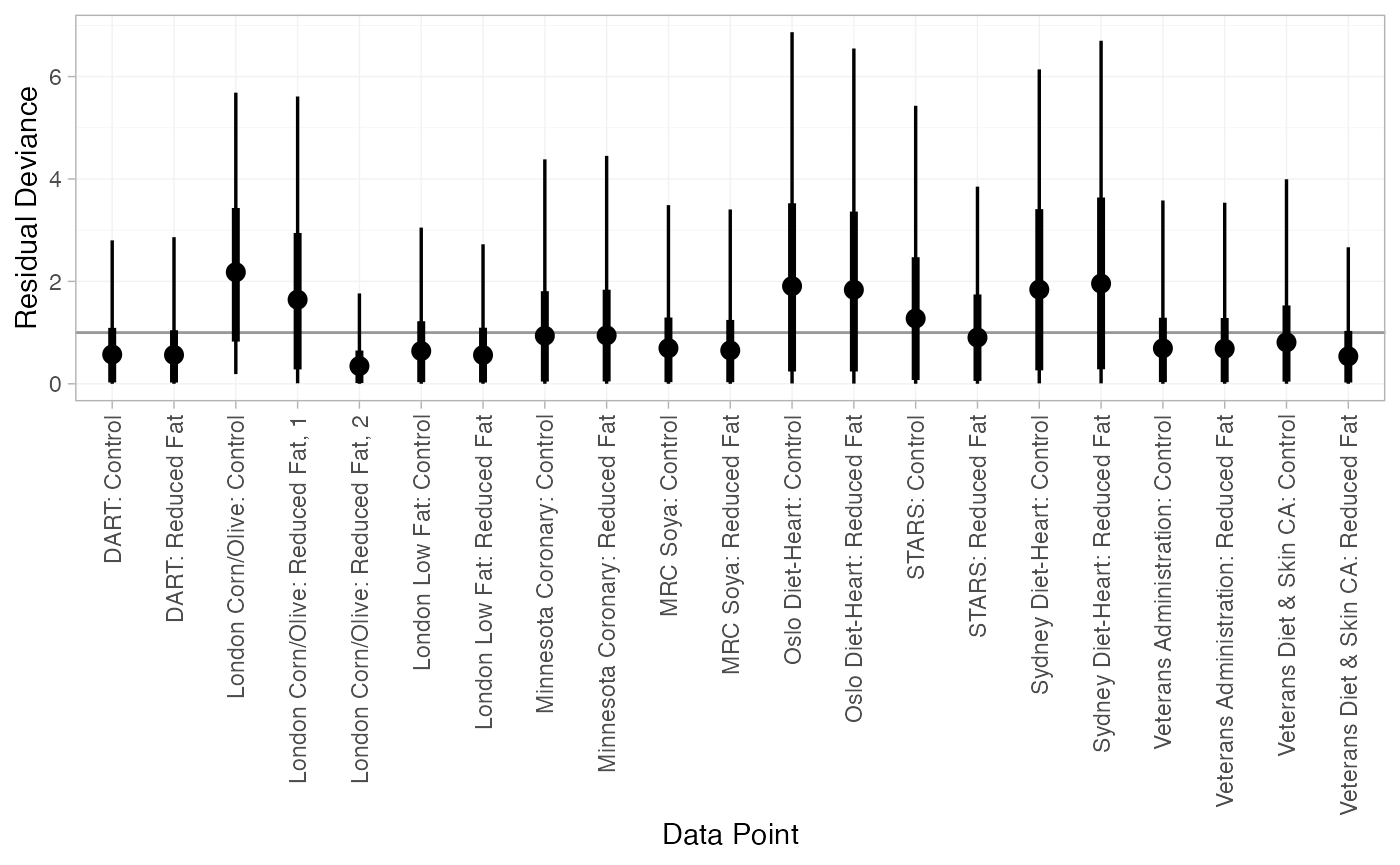 Residual Deviance
6
4
2
0
DART: Control
DART: Reduced Fat
London Corn/Olive: Control
London Corn/Olive: Reduced Fat, 1
London Corn/Olive: Reduced Fat, 2
London Low Fat: Control
London Low Fat: Reduced Fat
Minnesota Coronary: Control
Minnesota Coronary: Reduced Fat
MRC Soya: Control
MRC Soya: Reduced Fat
Oslo Diet-Heart: Control
Oslo Diet-Heart: Reduced Fat
STARS: Control
STARS: Reduced Fat
Sydney Diet-Heart: Control
Sydney Diet-Heart: Reduced Fat
Veterans Administration: Control
Veterans Administration: Reduced Fat
Veterans Diet & Skin CA: Control
Veterans Diet & Skin CA: Reduced Fat
Data Point